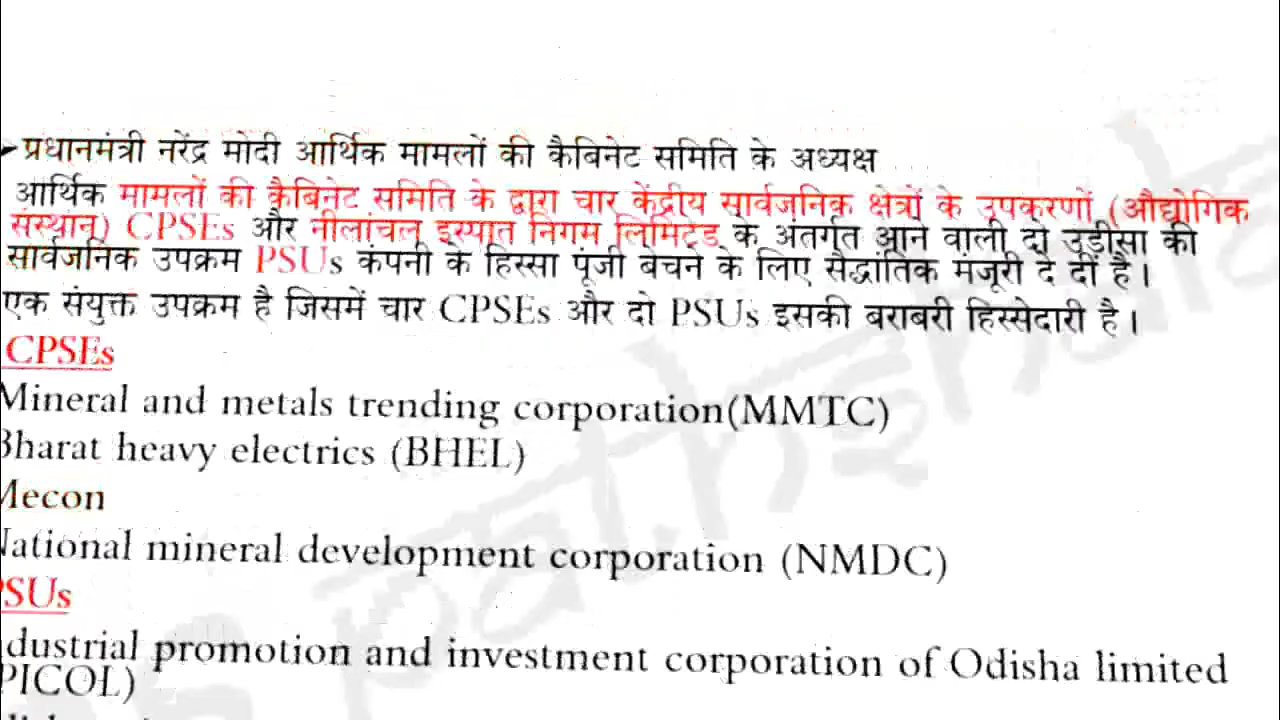 प्रधानमंत्री नरेंद्र मोदी आर्थिक मामलों की कैबिनेट समिति के अध्यक्ष
आर्थिक मामलों की कैबिनेट समिति के द्वारा चार केंद्रीय सार्वजनिक क्षेत्रों के उपकरणों (औद्योगिक
संस्थान) CPSEs और नीलांचल इस्पात निगम लिमिटेड के अंतर्गत आने वाली दो उड़ीसा की
सार्वजनिक उपक्रम PSUs कंपनी के हिस्सा पूंजी बेचने के लिए सैद्धांतिक मंजूरी दे दी है।
एक संयुक्त उपक्रम है जिसमें चार CPSEs और दो PSUs इसकी बराबरी हिस्सेदारी है।
CPSEs
Mineral and metals trending corporation(MMTC)
Bharat heavy electrics (BHEL)
Mecon
National mineral development corporation (NMDC)
PSUs
dustrial promotion and investment corporation of Odisha limited
PICOL)
pathshala